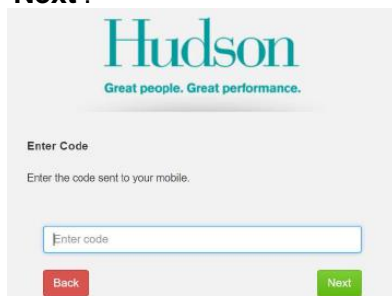 Next .
Hudson
Great people. Great performance.
Enter Code
Enter the code sent to your mobile.
Enter code
Back Next